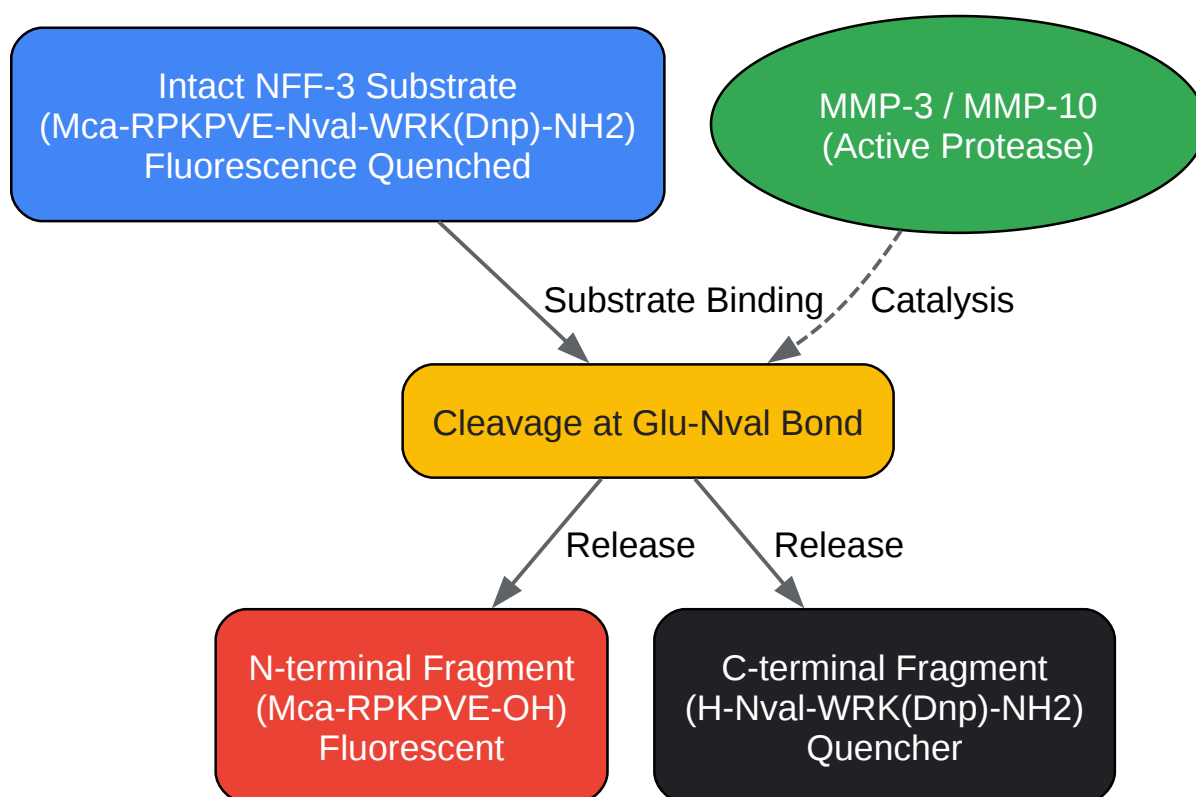 Intact NFF-3 Substrate
(Mca-RPKPVE-Nval-WRK(Dnp)-NH2)
Fluorescence Quenched
MMP-3 / MMP-10
(Active Protease)
Substrate Binding
Catalysis
Cleavage at Glu-Nval Bond
Release
Release
N-terminal Fragment
(Mca-RPKPVE-OH)
Fluorescent
C-terminal Fragment
(H-Nval-WRK(Dnp)-NH2)
Quencher